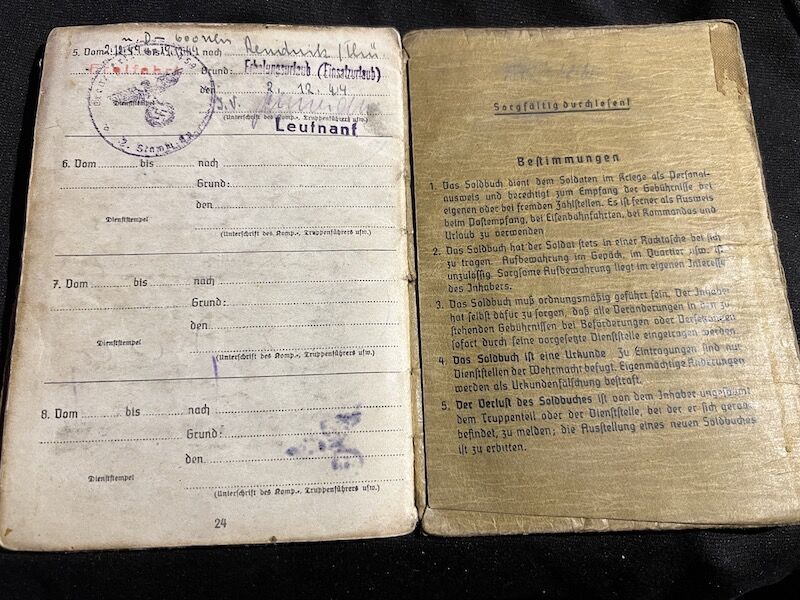 5. Vom bis nach
Grund: Erholungsurlaub (Einsatzurlaub)
den 2. 12. 44
Dienststempel
(Unterschrift des Komp.-, Truppenführers usw.)
Leutnant
6. Vom bis nach
Grund:
den
Dienststempel
(Unterschrift des Komp.-, Truppenführers usw.)
7. Vom bis nach
Grund:
den
Dienststempel
(Unterschrift des Komp.-, Truppenführers usw.)
8. Vom bis nach
Grund:
den
Dienststempel
(Unterschrift des Komp.-, Truppenführers usw.)
24
Sorgfältig durchlesen!
Bestimmungen
1. Das Soldbuch dient dem Soldaten im Kriege als Personal-
ausweis und berechtigt zum Empfang der Gebührnisse bei
eigenen oder bei fremden Zahlstellen. Es ist ferner als Ausweis
beim Postempfang, bei Eisenbahnfahrten, bei Kommandos und
Urlaub zu verwenden
2. Das Soldbuch hat der Soldat stets in einer Rocktasche bei sich
zu tragen. Aufbewahrung im Gepäck, im Quartier usw. ist
unzulässig. Sorgsame Aufbewahrung liegt im eigenen Interesse
des Inhabers.
3. Das Soldbuch muß ordnungsmäßig geführt sein. Der Inhaber
hat selbst dafür zu sorgen, daß alle Veränderungen in den zu-
stehenden Gebührnissen bei Beförderungen oder Versetzungen
sofort durch seine vorgesetzte Dienststelle eingetragen werden.
4. Das Soldbuch ist eine Urkunde Zu Eintragungen sind nur
Dienststellen der Wehrmacht befugt. Eigenmächtige Änderungen
werden als Urkundenfälschung bestraft.
5. Der Verlust des Soldbuches ist von dem Inhaber ungesäumt
dem Truppenteil oder der Dienststelle, bei der er sich gerade
befindet, zu melden; die Ausstellung eines neuen Soldbuches
ist zu erbitten.